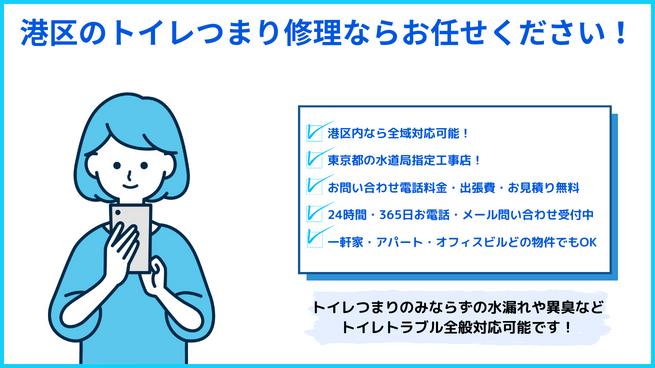 港区のトイレつまり修理ならお任せください！
港区内なら全域対応可能！
東京都の水道局指定工事店！
お問い合わせ電話料金・出張費・お見積り無料
24時間・365日お電話・メール問い合わせ受付中
一軒家・アパート・オフィスビルどの物件でもOK
トイレつまりのみならずの水漏れや異臭など
トイレトラブル全般対応可能です！